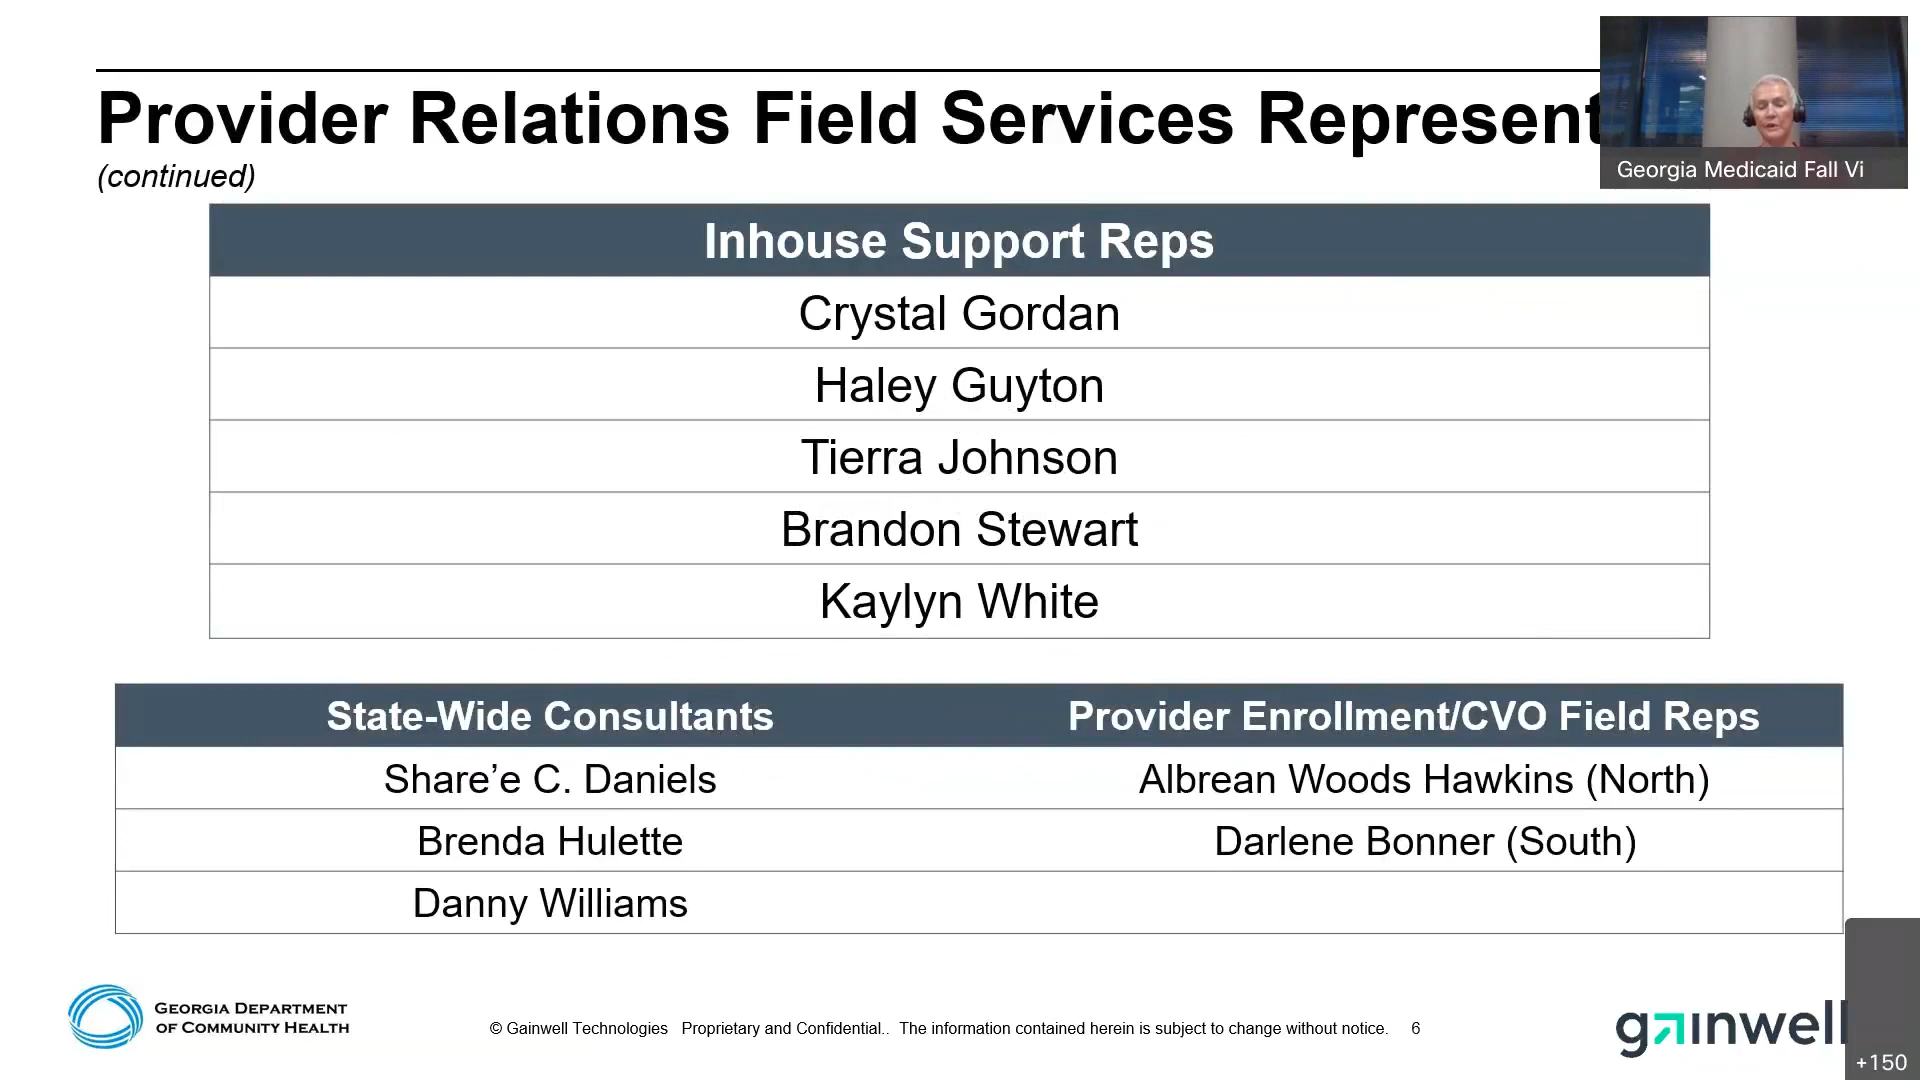 Provider Relations Field Services Represent
(continued)
Georgia Medicaid Fall Vi
Inhouse Support Reps
Crystal Gordan
Haley Guyton
Tierra Johnson
Brandon Stewart
Kaylyn White
State-Wide Consultants Provider Enrollment/CVO Field Reps
Share’e C. Daniels Albrean Woods Hawkins (North)
Brenda Hulette Darlene Bonner (South)
Danny Williams
GEORGIA DEPARTMENT
OF COMMUNITY HEALTH
© Gainwell Technologies Proprietary and Confidential.. The information contained herein is subject to change without notice. 6
gainwell
+150